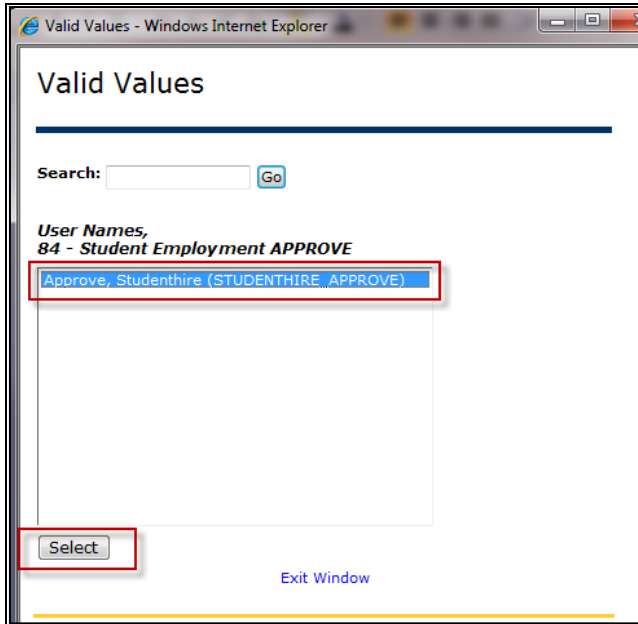 Valid Values - Windows Internet Explorer
Valid Values
Search: Go
User Names,
84 - Student Employment APPROVE
Approve, Studenthire (STUDENTHIRE_APPROVE)
Select
Exit Window